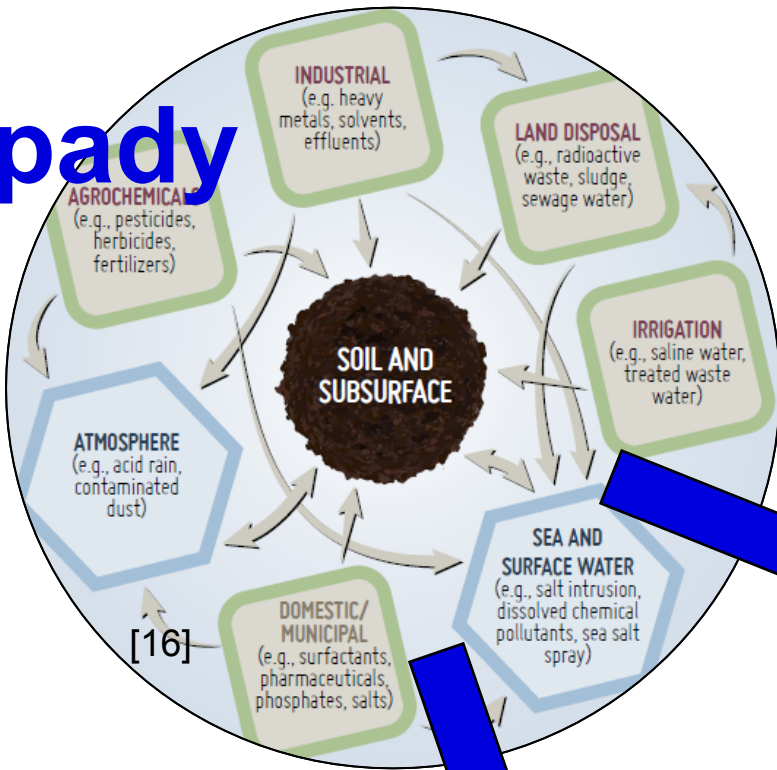 pady
INDUSTRIAL
(e.g. heavy
metals, solvents,
effluents)
LAND DISPOSAL
(e.g., radioactive
waste, sludge,
sewage water)
AGROCHEMICALS
(e.g., pesticides,
herbicides,
fertilizers)
IRRIGATION
(e.g., saline water,
treated waste
water)
SOIL AND
SUBSURFACE
ATMOSPHERE
(e.g., acid rain,
contaminated
dust)
SEA AND
SURFACE WATER
(e.g., salt intrusion,
dissolved chemical
pollutants, sea salt
spray)
DOMESTIC/
MUNICIPAL
(e.g., surfactants,
pharmaceuticals,
phosphates, salts)
[16]